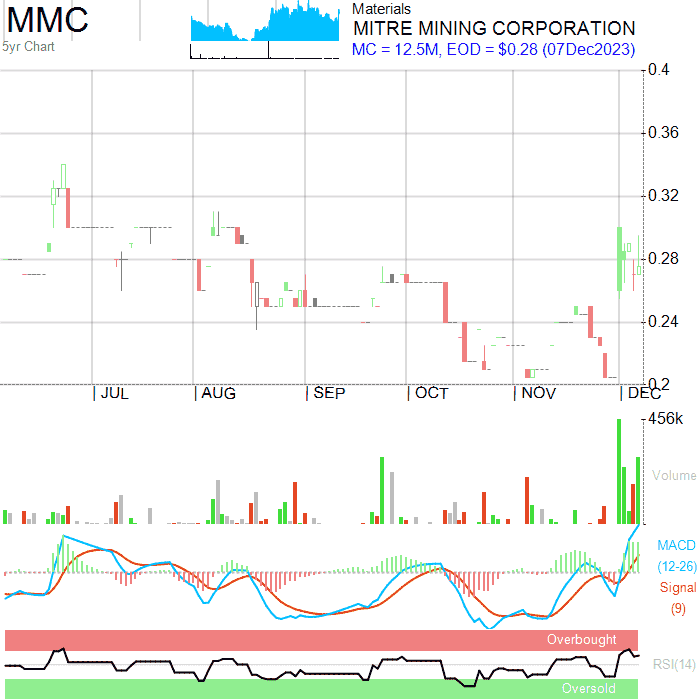 MMC
5yr Chart
Materials
MITRE MINING CORPORATION
MC = 12.5M, EOD = $0.28 (07Dec2023)
0.4
0.36
0.32
0.28
0.24
0.2
JUL
AUG
SEP
OCT
NOV
DEC
456k
Volume
MACD
(12-26)
Signal
(9)
Overbought
RSI(14)
Oversold